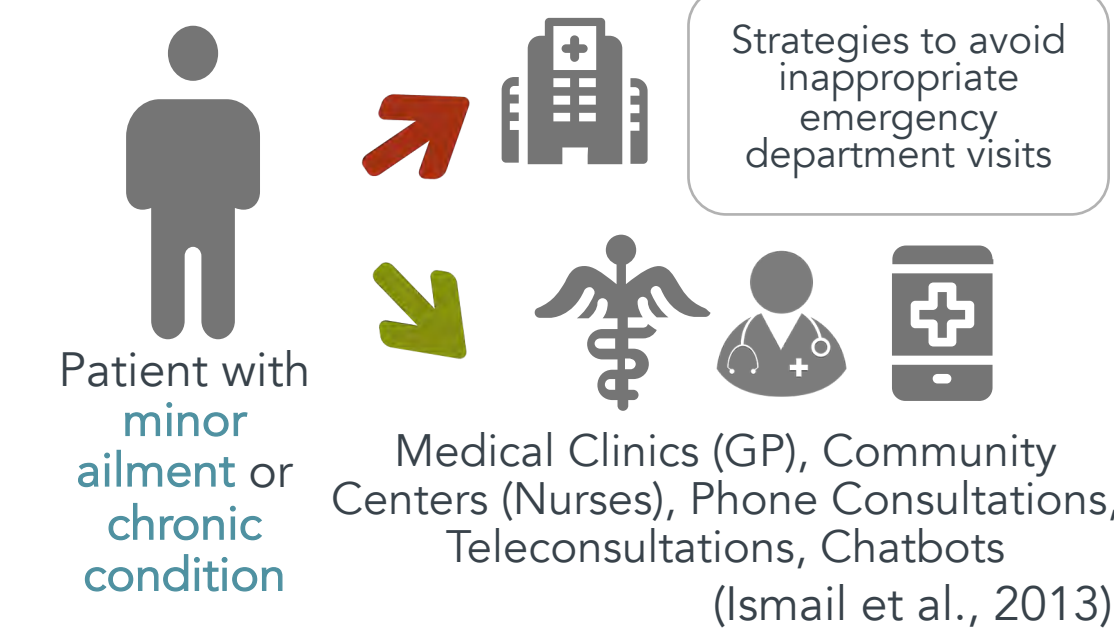 Strategies to avoid
inappropriate
emergency
department visits
Patient with
minor
ailment or
chronic
condition
Medical Clinics (GP), Community
Centers (Nurses), Phone Consultations,
Teleconsultations, Chatbots
(Ismail et al., 2013)